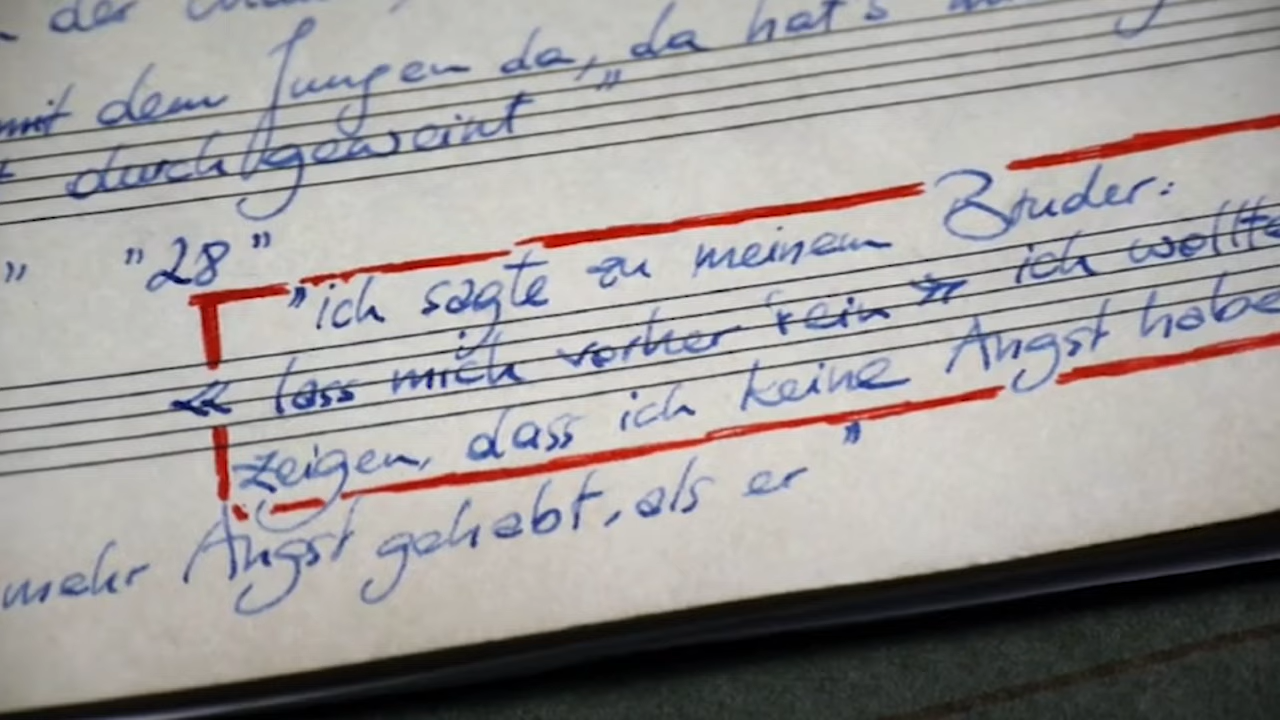 der
mit dem Jungen da, da hat's
durchgeweint"
" "28" "ich sagte zu meinem Bruder:
« lass mich vorher rein » ich wollte
zeigen, dass ich keine Angst habe
mehr Angst gehabt, als er "